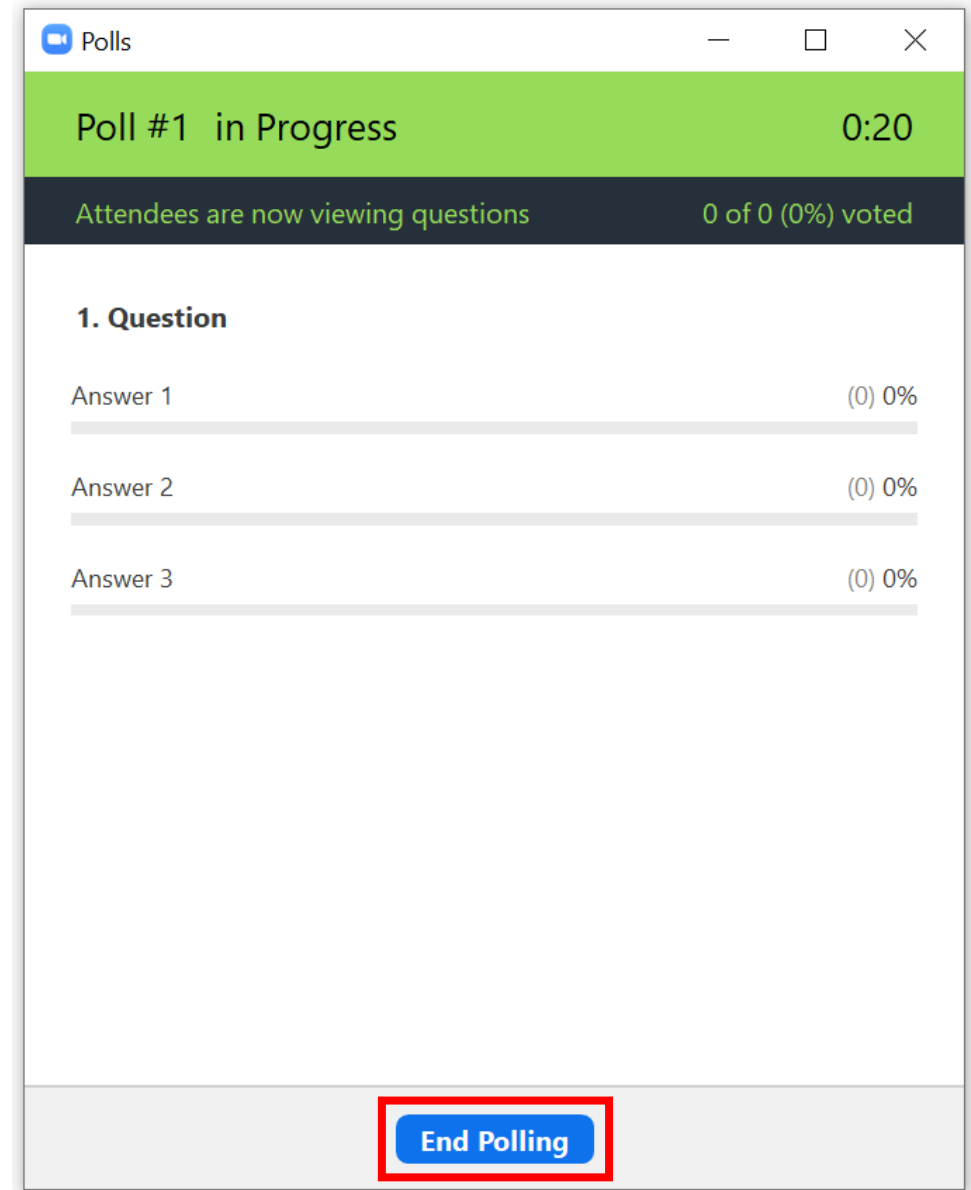 Polls
Poll #1 in Progress 0:20
Attendees are now viewing questions 0 of 0 (0%) voted
1. Question
Answer 1 (0) 0%
Answer 2 (0) 0%
Answer 3 (0) 0%
End Polling